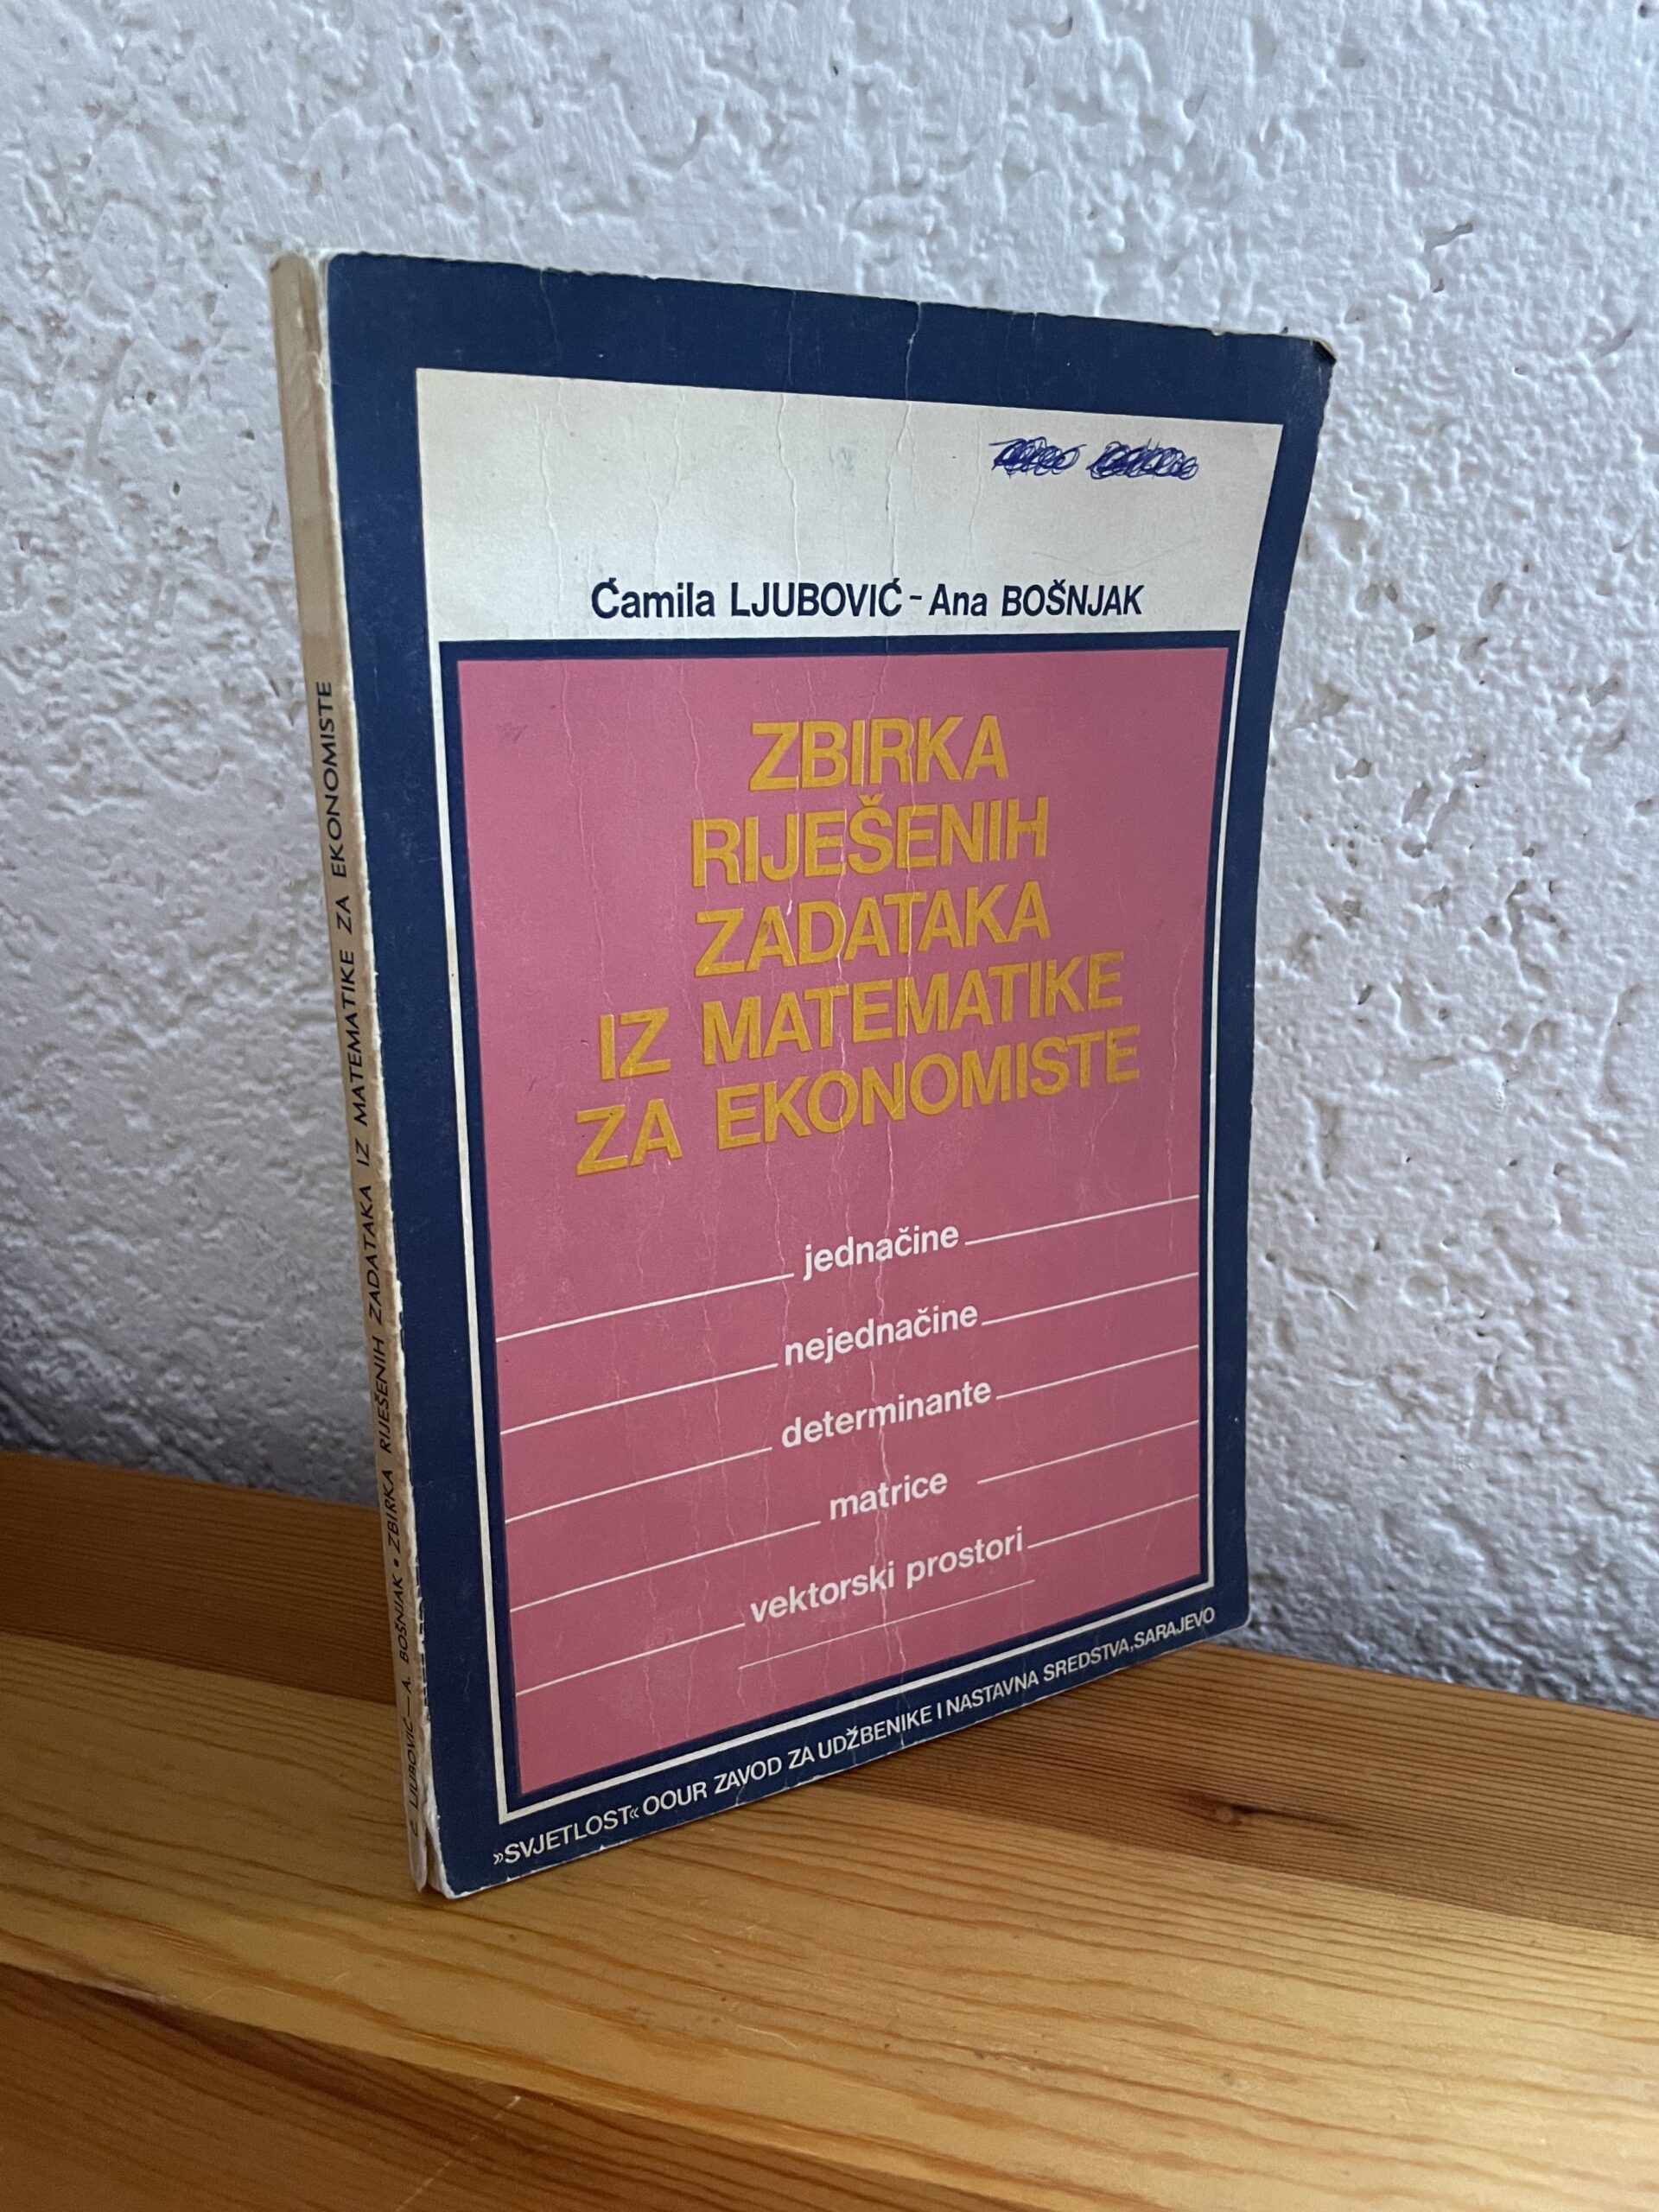 Ćamila LJUBOVIĆ - Ana BOŠNJAK
ZBIRKA
RIJEŠENIH
ZADATAKA
IZ MATEMATIKE
ZA EKONOMISTE
jednačine
nejednačine
determinante
matrice
vektorski prostori
»SVJETLOST« OOUR ZAVOD ZA UDŽBENIKE I NASTAVNA SREDSTVA, SARAJEVO
Ć. LJUBOVIĆ — A. BOŠNJAK • ZBIRKA RIJEŠENIH ZADATAKA IZ MATEMATIKE ZA EKONOMISTE